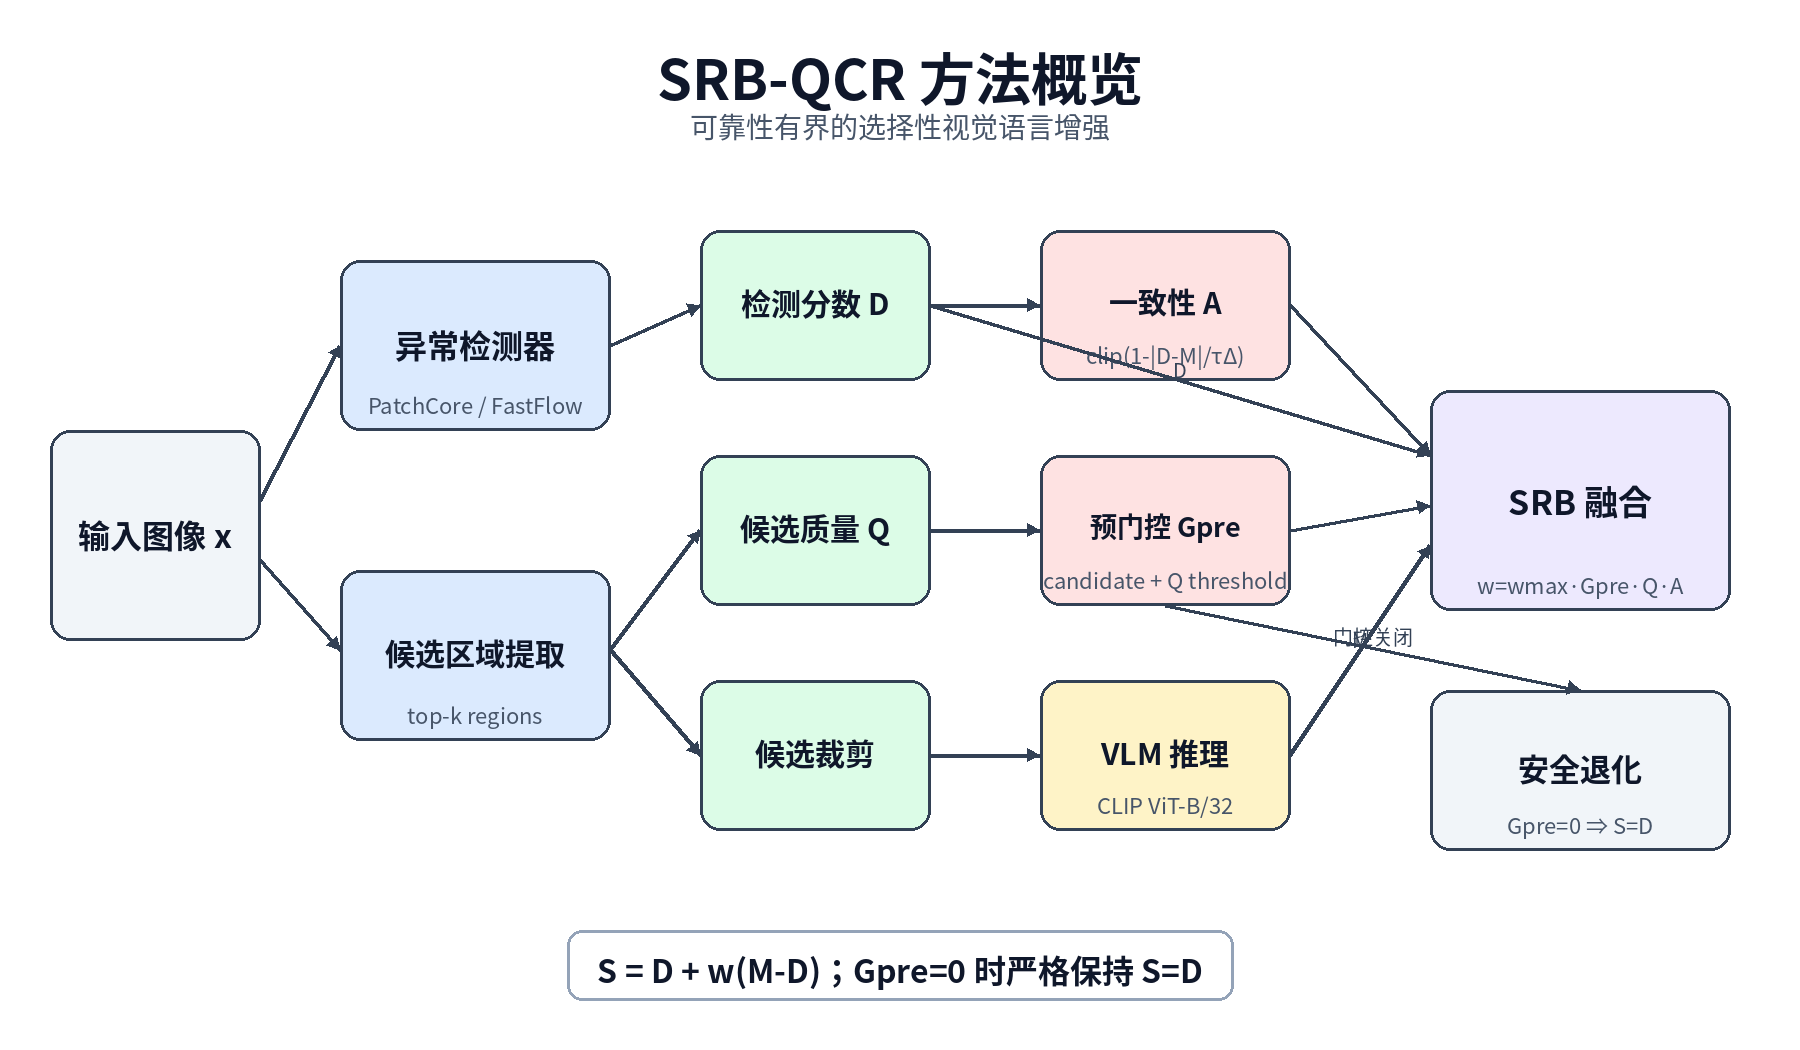 SRB-QCR 方法概览
可靠性有界的选择性视觉语言增强
输入图像 x
异常检测器
PatchCore / FastFlow
候选区域提取
top-k regions
检测分数 D
候选质量 Q
候选裁剪
一致性 A
clip(1-|D-M|/τΔ)
D
预门控 Gpre
candidate + Q threshold
门控关闭
VLM 推理
CLIP ViT-B/32
SRB 融合
w=wmax·Gpre·Q·A
安全退化
Gpre=0 ⇒ S=D
S = D + w(M-D)；Gpre=0 时严格保持 S=D